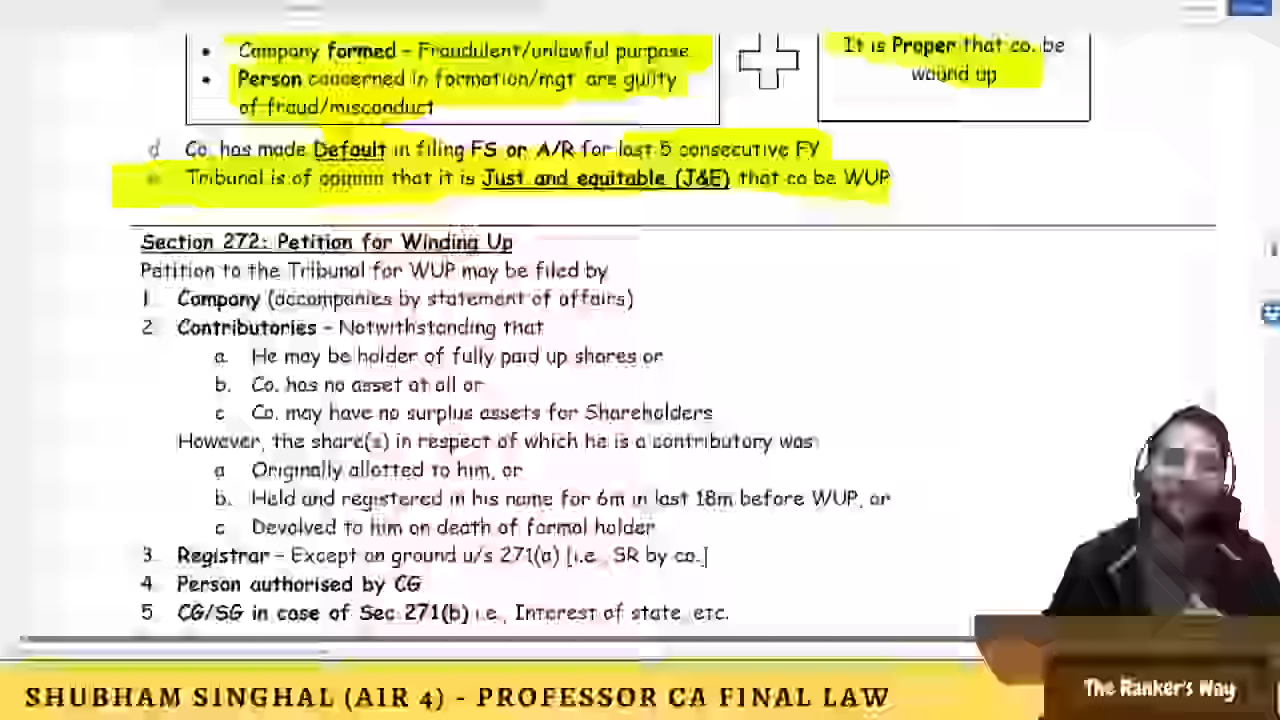 • Company formed – Fraudulent/unlawful purpose
• Person concerned in formation/mgt are guilty
of fraud/misconduct
It is Proper that co. be
wound up
d. Co. has made Default in filing FS or A/R for last 5 consecutive FY
e. Tribunal is of opinion that it is Just and equitable (J&E) that co be WUP
Section 272: Petition for Winding Up
Petition to the Tribunal for WUP may be filed by
1. Company (accompanies by statement of affairs)
2. Contributories – Notwithstanding that
a. He may be holder of fully paid up shares or
b. Co. has no asset at all or
c. Co. may have no surplus assets for Shareholders
However, the share(s) in respect of which he is a contributory was
a. Originally allotted to him, or
b. Held and registered in his name for 6m in last 18m before WUP, or
c. Devolved to him on death of formal holder
3. Registrar – Except on ground u/s 271(a) [i.e., SR by co.]
4. Person authorised by CG
5. CG/SG in case of Sec 271(b) i.e., Interest of state etc.
SHUBHAM SINGHAL (AIR 4) - PROFESSOR CA FINAL LAW
The Ranker's Way